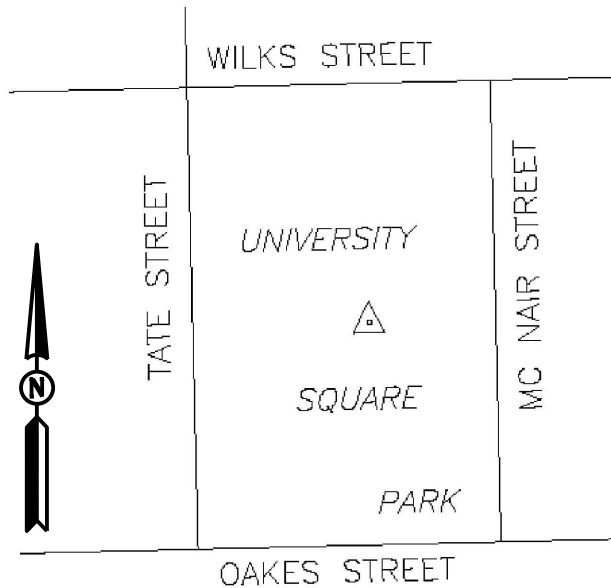 WILKS STREET
TATE STREET
MC NAIR STREET
UNIVERSITY
SQUARE
PARK
N
OAKES STREET